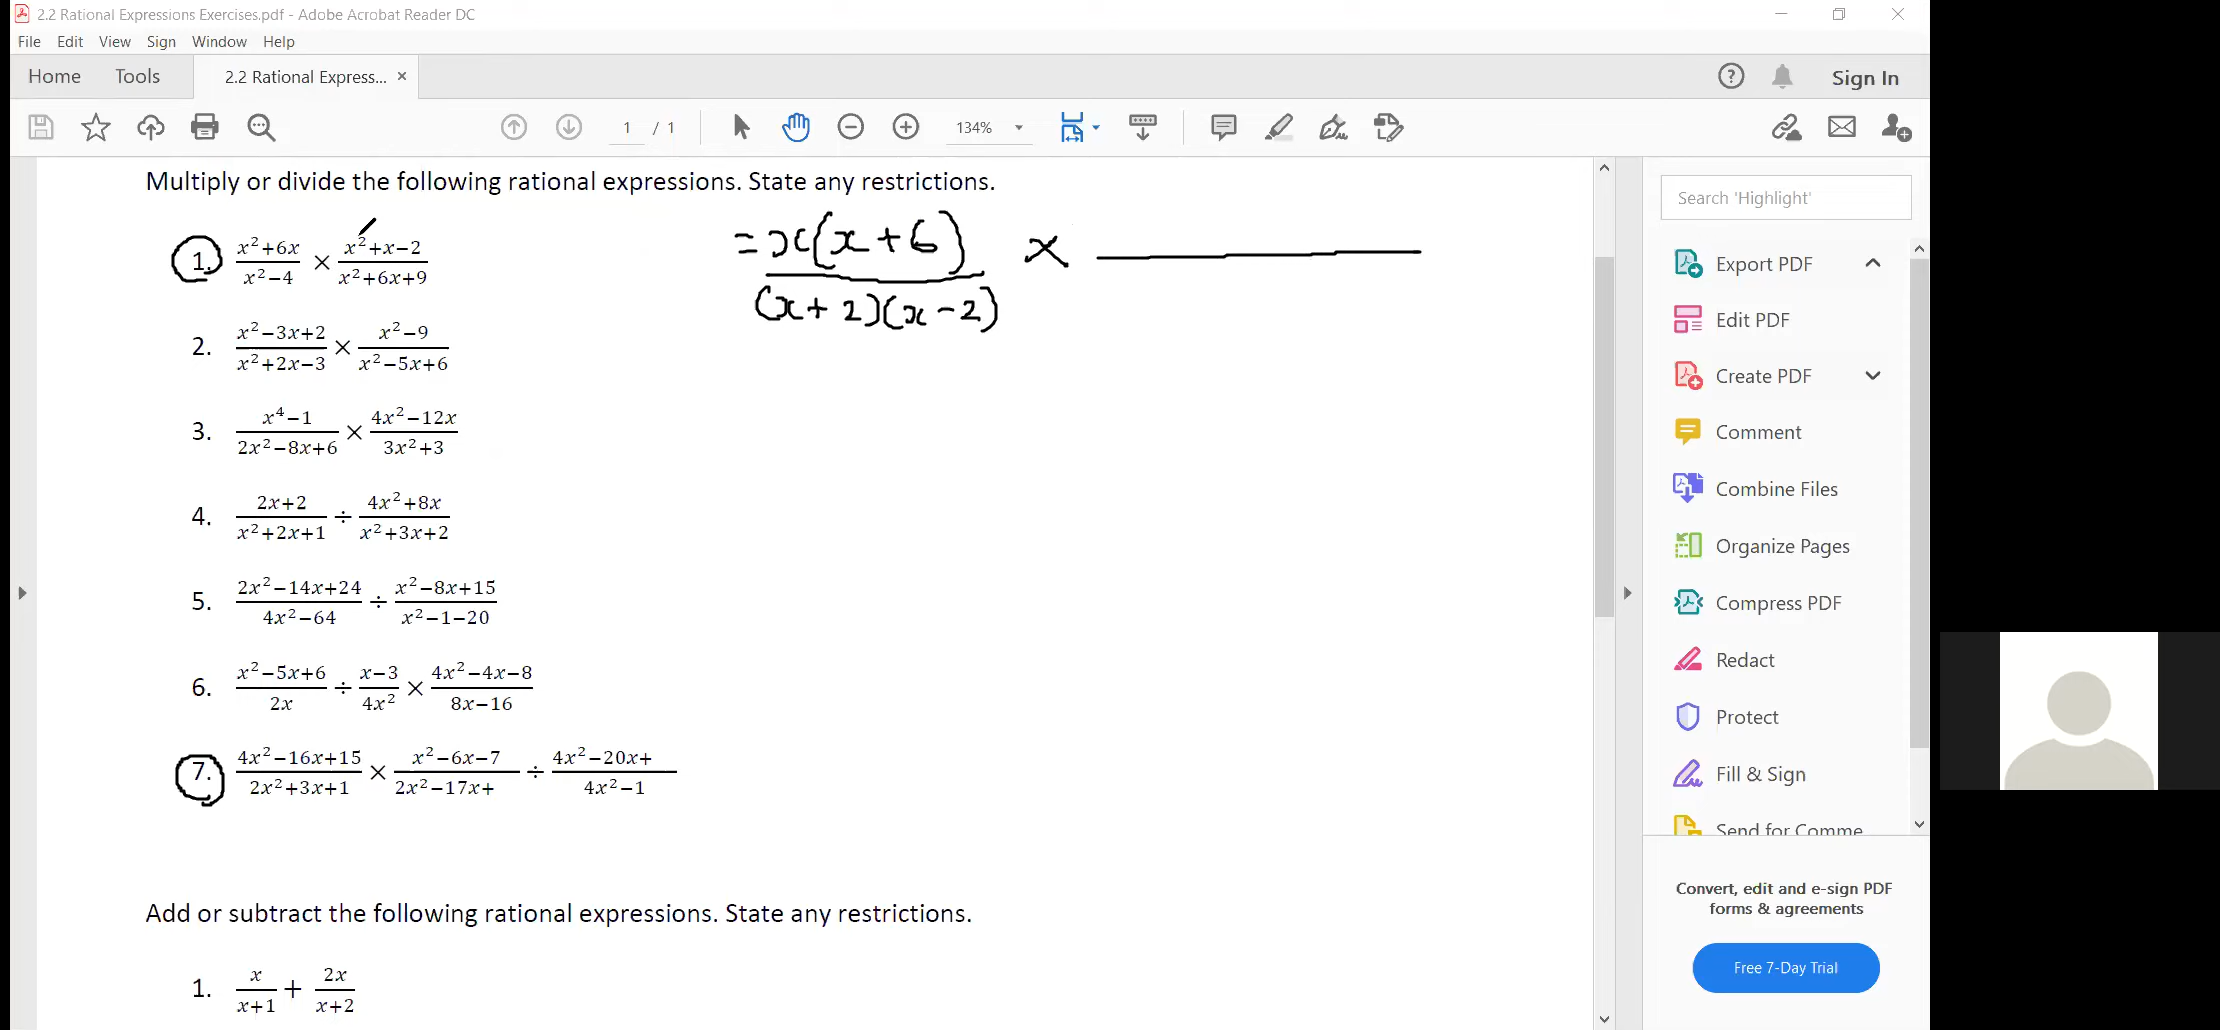 2.2 Rational Expressions Exercises.pdf - Adobe Acrobat Reader DC
File Edit View Sign Window Help
Home Tools 2.2 Rational Express... × Sign In
1 / 1 134%
Multiply or divide the following rational expressions. State any restrictions.
1. (x²+6x)/(x²−4) × (x²+x−2)/(x²+6x+9)
= x(x+6)/((x+2)(x−2)) ×
2. (x²−3x+2)/(x²+2x−3) × (x²−9)/(x²−5x+6)
3. (x⁴−1)/(2x²−8x+6) × (4x²−12x)/(3x²+3)
4. (2x+2)/(x²+2x+1) ÷ (4x²+8x)/(x²+3x+2)
5. (2x²−14x+24)/(4x²−64) ÷ (x²−8x+15)/(x²−1−20)
6. (x²−5x+6)/(2x) ÷ (x−3)/(4x²) × (4x²−4x−8)/(8x−16)
7. (4x²−16x+15)/(2x²+3x+1) × (x²−6x−7)/(2x²−17x+) ÷ (4x²−20x+)/(4x²−1)
Add or subtract the following rational expressions. State any restrictions.
1. x/(x+1) + 2x/(x+2)
Search 'Highlight'
Export PDF
Edit PDF
Create PDF
Comment
Combine Files
Organize Pages
Compress PDF
Redact
Protect
Fill & Sign
Send for Comme
Convert, edit and e-sign PDF
forms & agreements
Free 7-Day Trial